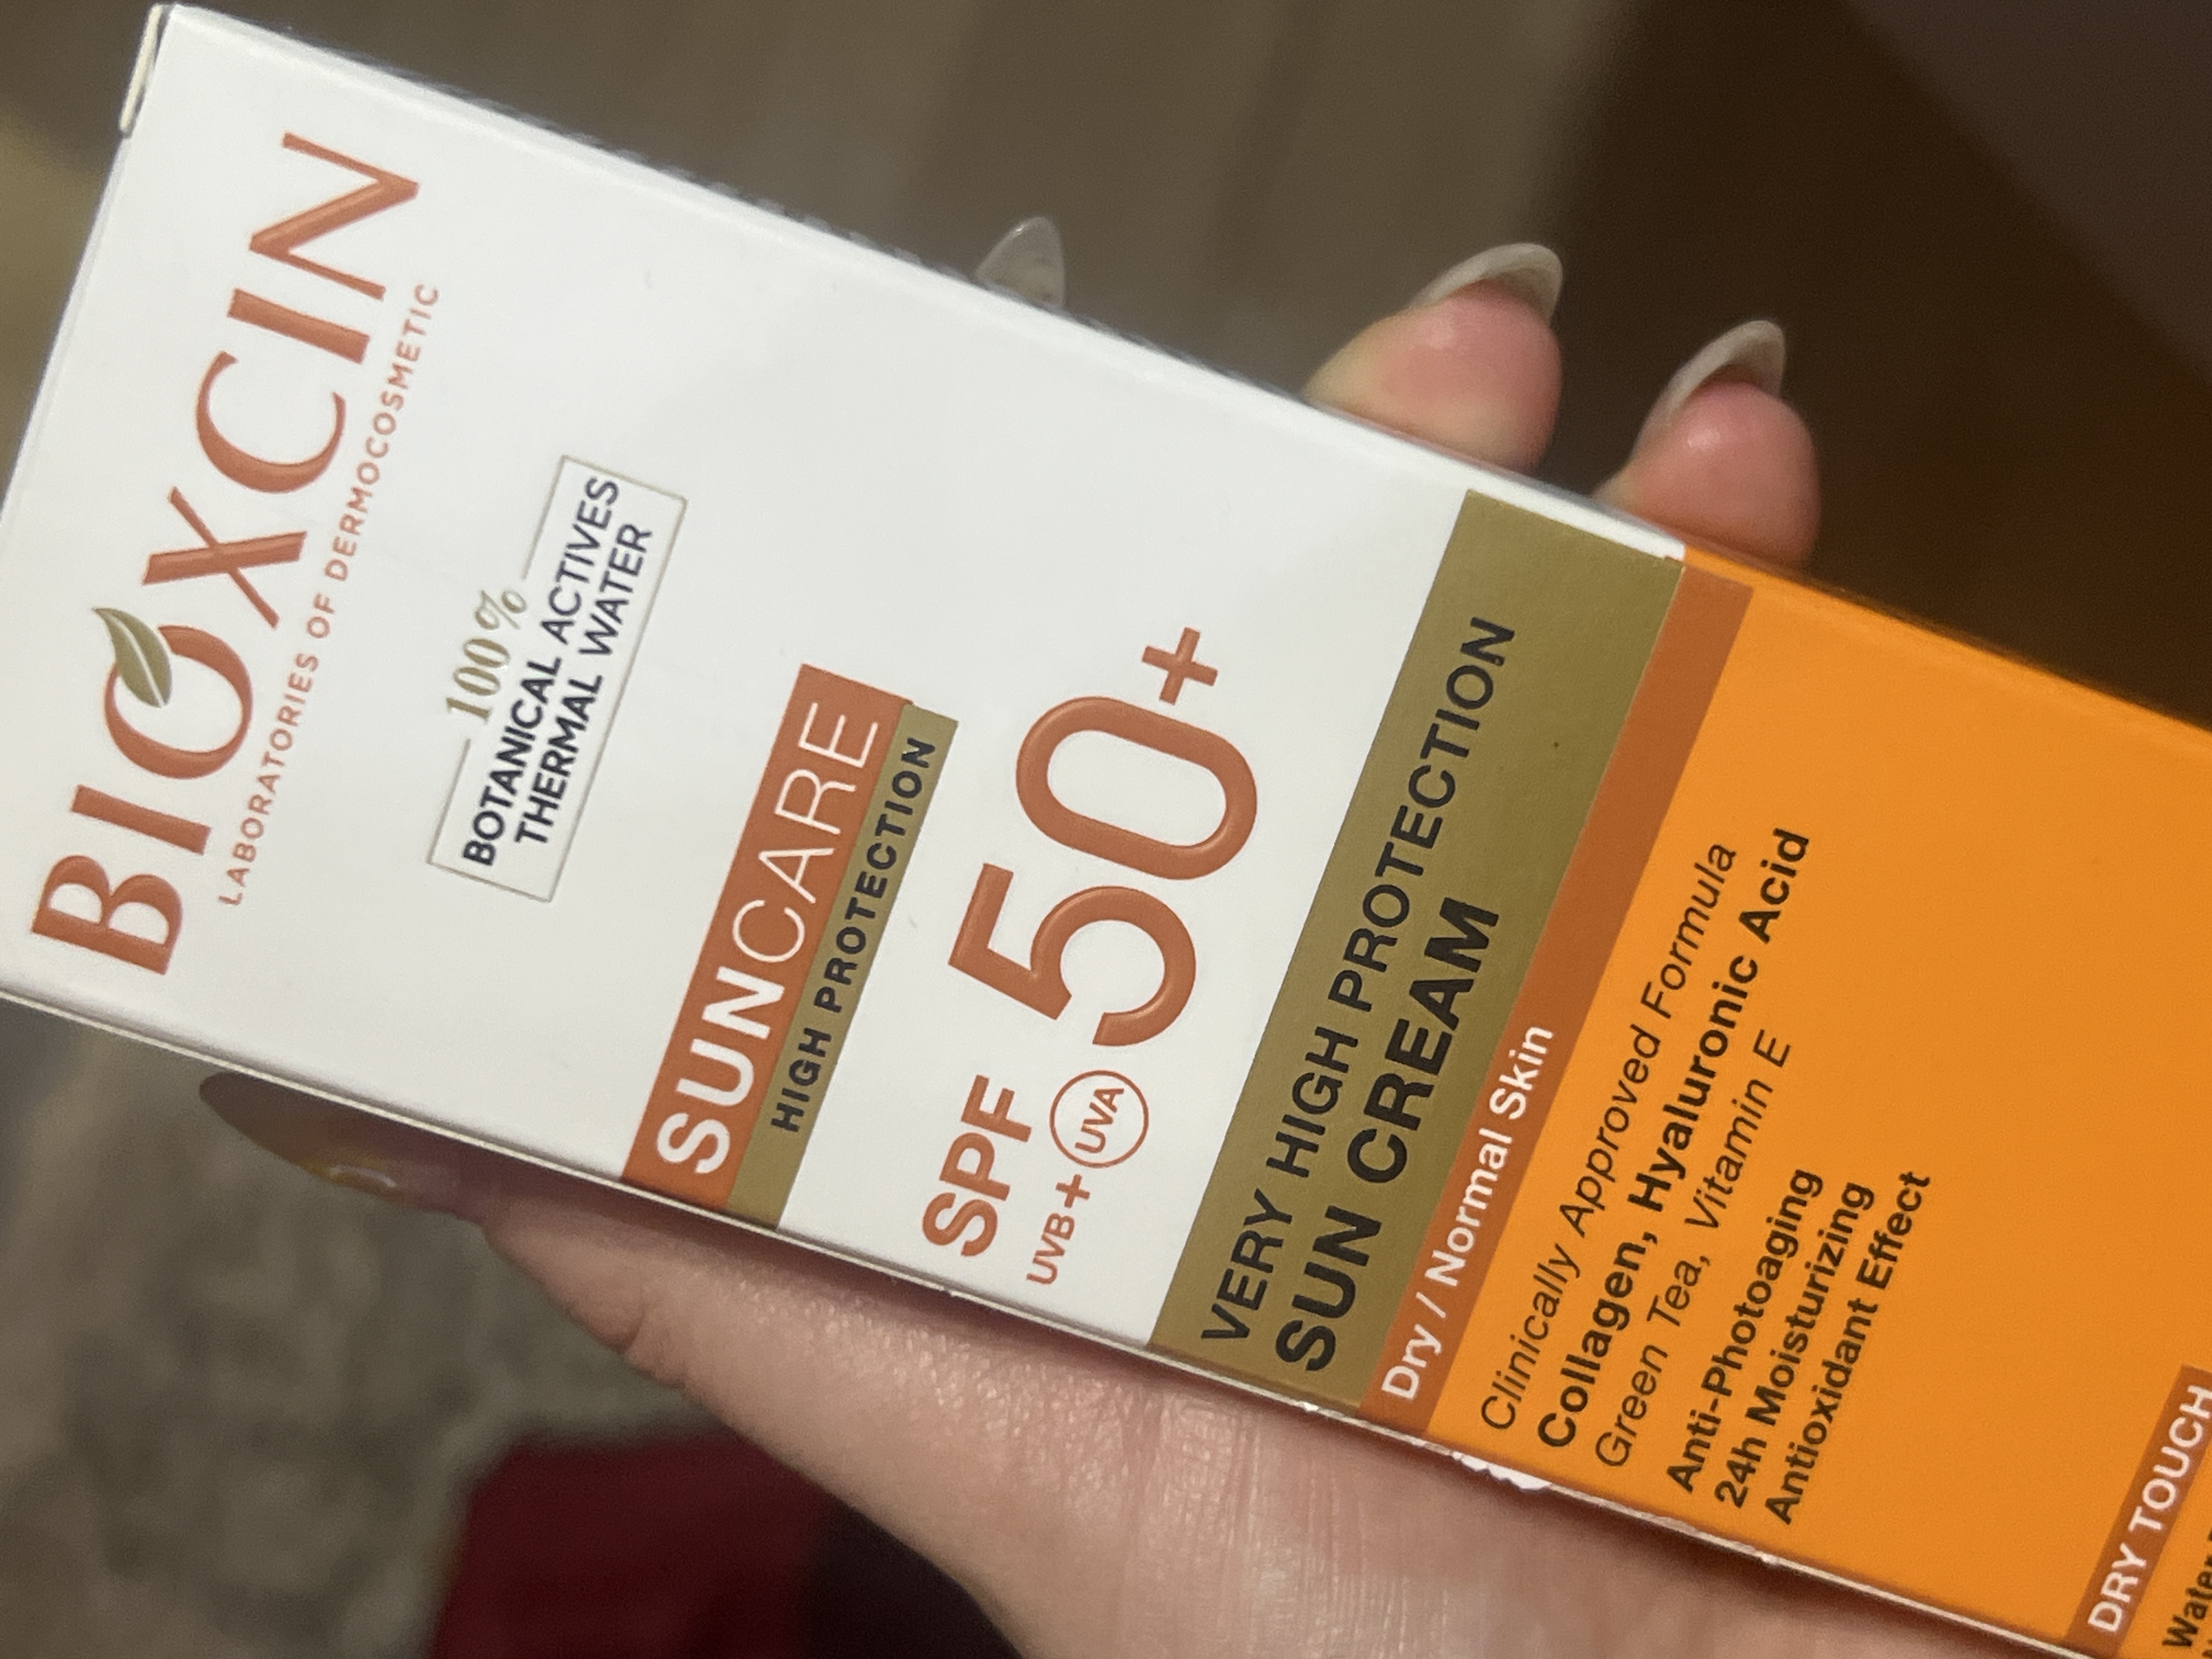 BIOXCIN
LABORATORIES OF DERMOCOSMETIC
100%
BOTANICAL ACTIVES
THERMAL WATER
SUNCARE
HIGH PROTECTION
SPF 50+
UVB+UVA
VERY HIGH PROTECTION
SUN CREAM
Dry / Normal Skin
Clinically Approved Formula
Collagen, Hyaluronic Acid
Green Tea, Vitamin E
Anti-Photoaging
24h Moisturizing
Antioxidant Effect
DRY TOUCH